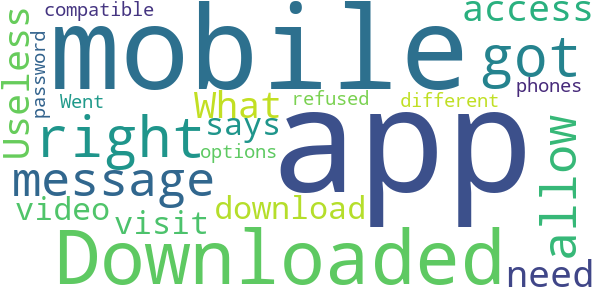 compatible
access
Useless
password
mobile
got
phones
Went
What
refused
different
right
says
options
app
allow
message
video
visit
download
Downloaded
need